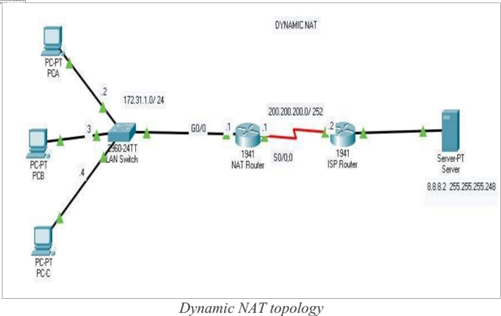 DYNAMIC NAT
PC-PT
PCA
.2
172.31.1.0/ 24
200.200.200.0/ 252
.3
G0/0
.1
.1
.2
PC-PT
PCB
2960-24TT
LAN Switch
1941
NAT Router
S0/0;0
1941
ISP Router
Server-PT
Server
.4
8.8.8.2 255.255.255.248
PC-PT
PC-C
Dynamic NAT topology